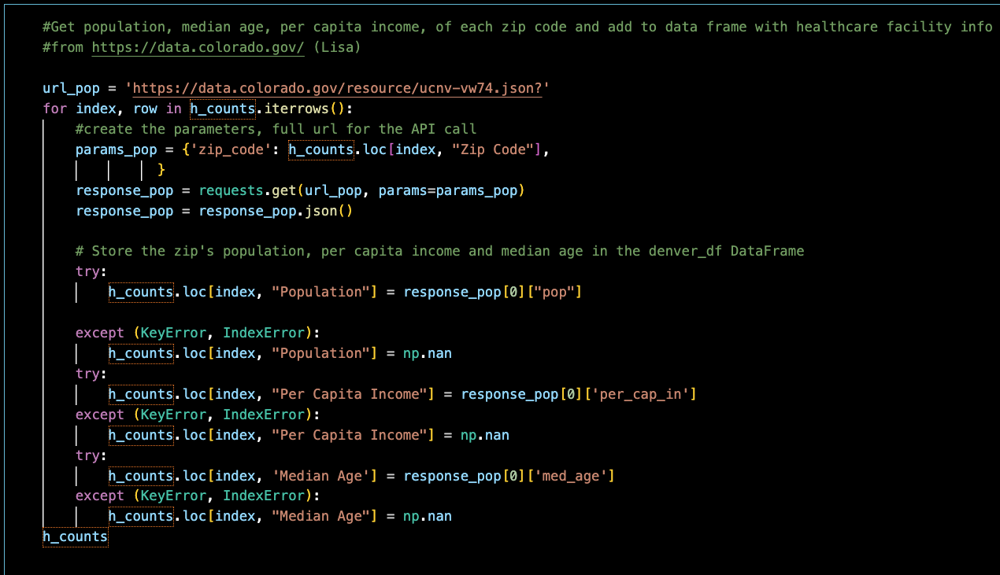 #Get population, median age, per capita income, of each zip code and add to data frame with healthcare facility info
#from https://data.colorado.gov/ (Lisa)
url_pop = 'https://data.colorado.gov/resource/ucnv-vw74.json?'
for index, row in h_counts.iterrows():
#create the parameters, full url for the API call
params_pop = {'zip_code': h_counts.loc[index, "Zip Code"],
}
response_pop = requests.get(url_pop, params=params_pop)
response_pop = response_pop.json()
# Store the zip's population, per capita income and median age in the denver_df DataFrame
try:
h_counts.loc[index, "Population"] = response_pop[0]["pop"]
except (KeyError, IndexError):
h_counts.loc[index, "Population"] = np.nan
try:
h_counts.loc[index, "Per Capita Income"] = response_pop[0]['per_cap_in']
except (KeyError, IndexError):
h_counts.loc[index, "Per Capita Income"] = np.nan
try:
h_counts.loc[index, 'Median Age'] = response_pop[0]['med_age']
except (KeyError, IndexError):
h_counts.loc[index, "Median Age"] = np.nan
h_counts